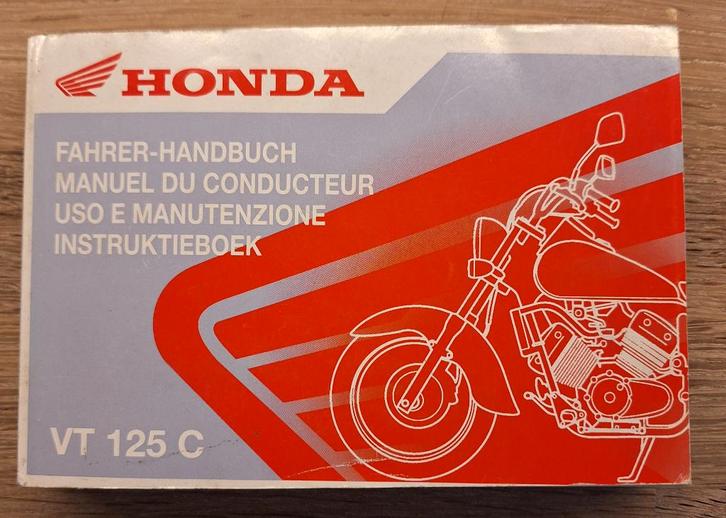 HONDA
FAHRER-HANDBUCH
MANUEL DU CONDUCTEUR
USO E MANUTENZIONE
INSTRUKTIEBOEK
VT 125 C